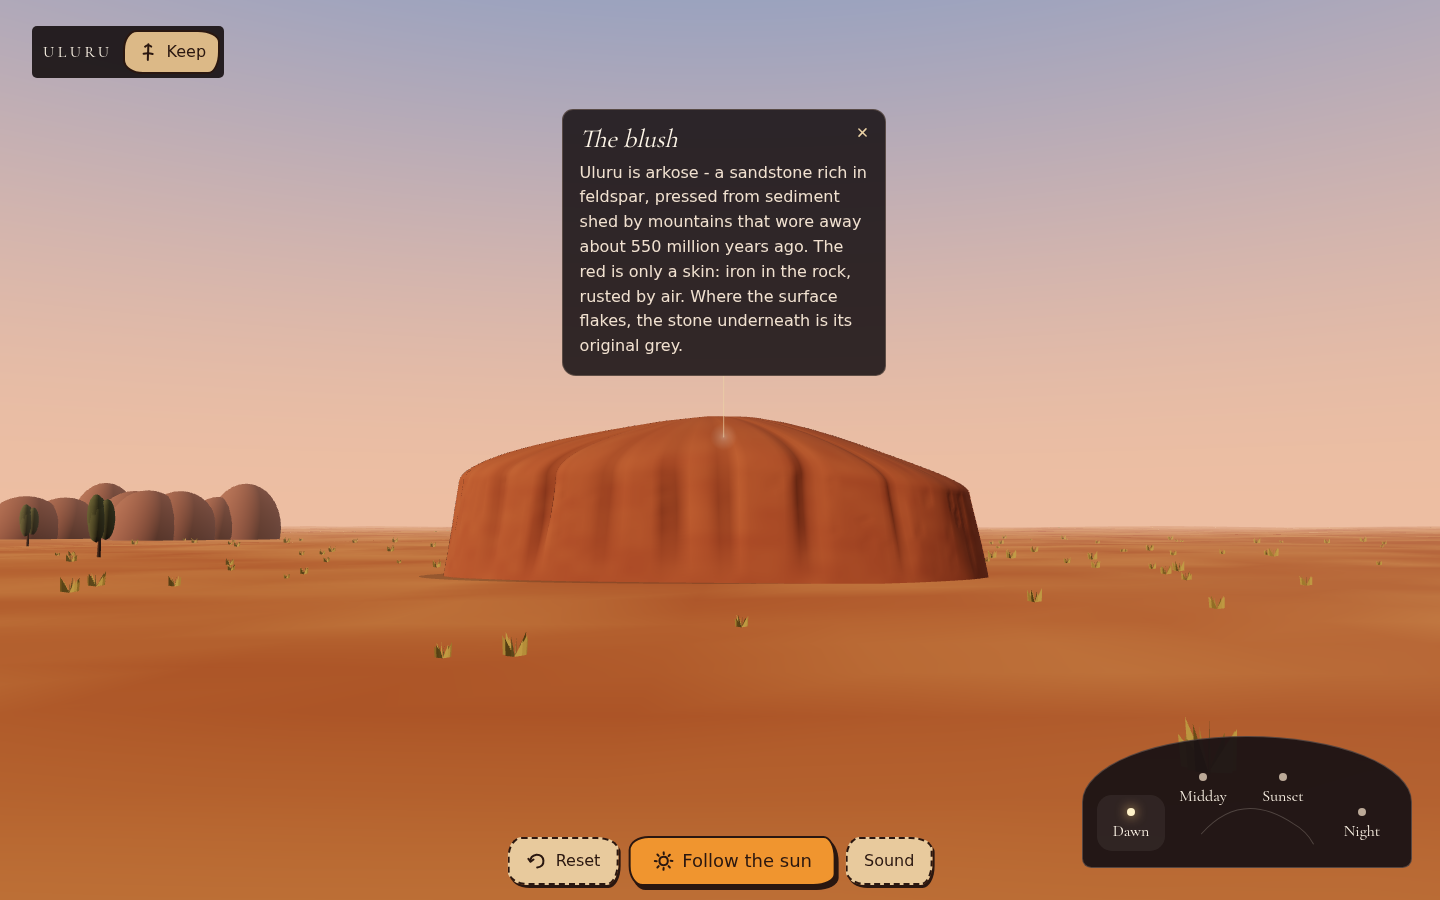 ULURU
Keep
The blush
Uluru is arkose - a sandstone rich in
feldspar, pressed from sediment
shed by mountains that wore away
about 550 million years ago. The
red is only a skin: iron in the rock,
rusted by air. Where the surface
flakes, the stone underneath is its
original grey.
Midday
Sunset
Dawn
Night
Reset
Follow the sun
Sound